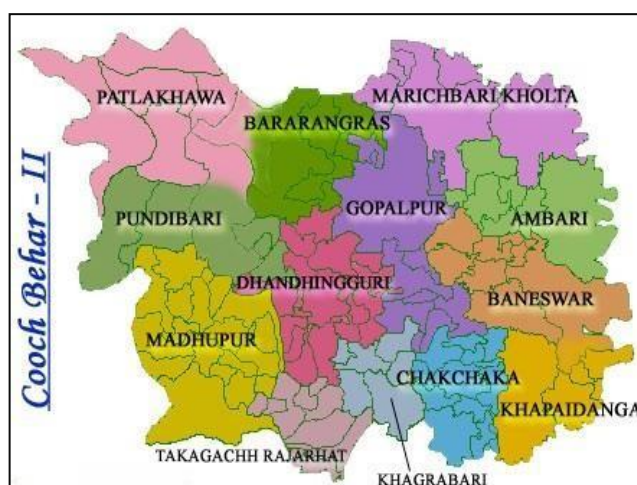 Cooch Behar - II
PATLAKHAWA
MARICHBARI KHOLTA
BARARANGRAS
PUNDIBARI
GOPALPUR
AMBARI
DHANDHINGGURI
BANESWAR
MADHUPUR
CHAKCHAKA
KHAPAIDANGA
TAKAGACHH RAJARHAT
KHAGRABARI